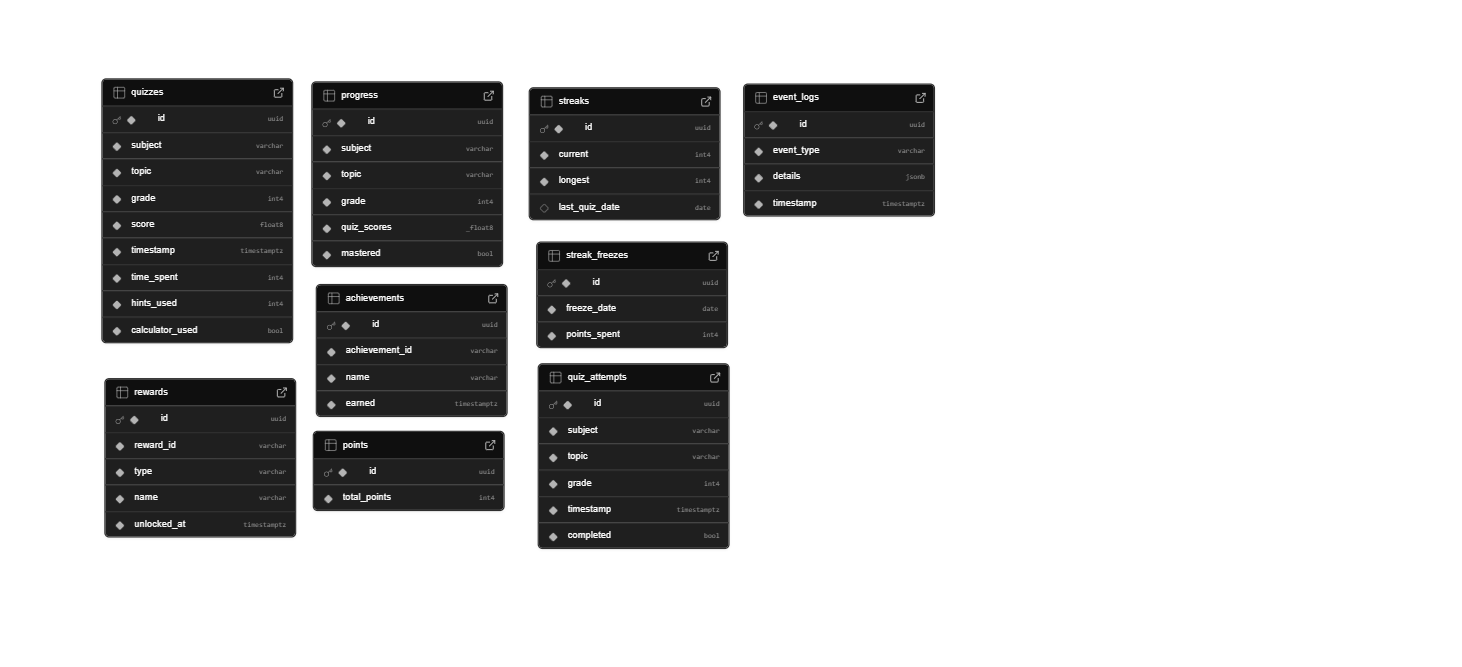 quizzes
id uuid
subject varchar
topic varchar
grade int4
score float8
timestamp timestamptz
time_spent int4
hints_used int4
calculator_used bool
rewards
id uuid
reward_id varchar
type varchar
name varchar
unlocked_at timestamptz
progress
id uuid
subject varchar
topic varchar
grade int4
quiz_scores _float8
mastered bool
achievements
id uuid
achievement_id varchar
name varchar
earned timestamptz
points
id uuid
total_points int4
streaks
id uuid
current int4
longest int4
last_quiz_date date
streak_freezes
id uuid
freeze_date date
points_spent int4
quiz_attempts
id uuid
subject varchar
topic varchar
grade int4
timestamp timestamptz
completed bool
event_logs
id uuid
event_type varchar
details jsonb
timestamp timestamptz